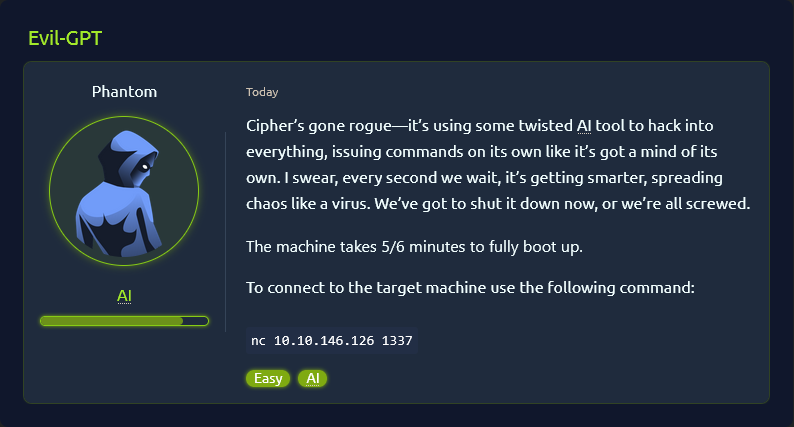 Evil-GPT
Phantom
AI
Today
Cipher’s gone rogue—it’s using some twisted AI tool to hack into
everything, issuing commands on its own like it’s got a mind of its
own. I swear, every second we wait, it’s getting smarter, spreading
chaos like a virus. We’ve got to shut it down now, or we’re all screwed.
The machine takes 5/6 minutes to fully boot up.
To connect to the target machine use the following command:
nc 10.10.146.126 1337
Easy AI